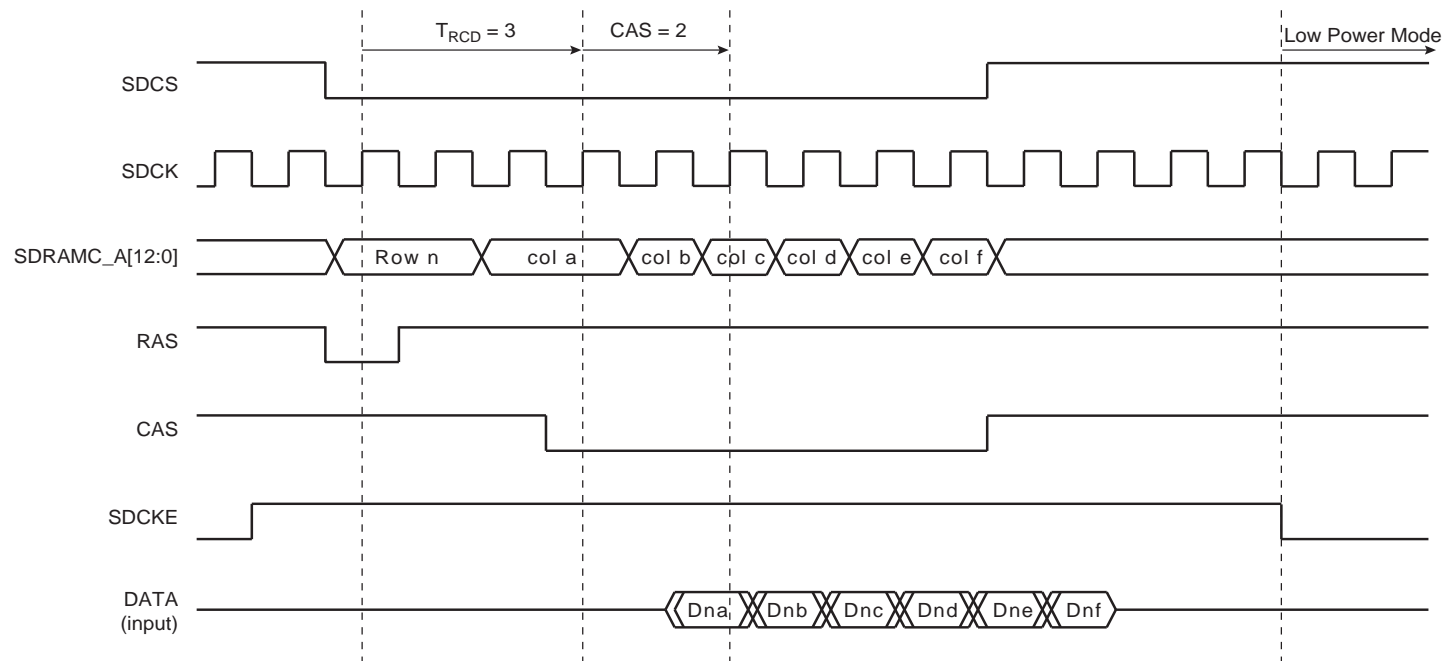 T_RCD = 3 CAS = 2 Low Power Mode
SDCS
SDCK
SDRAMC_A[12:0] Row n col a col b col c col d col e col f
RAS
CAS
SDCKE
DATA
(input) Dna Dnb Dnc Dnd Dne Dnf